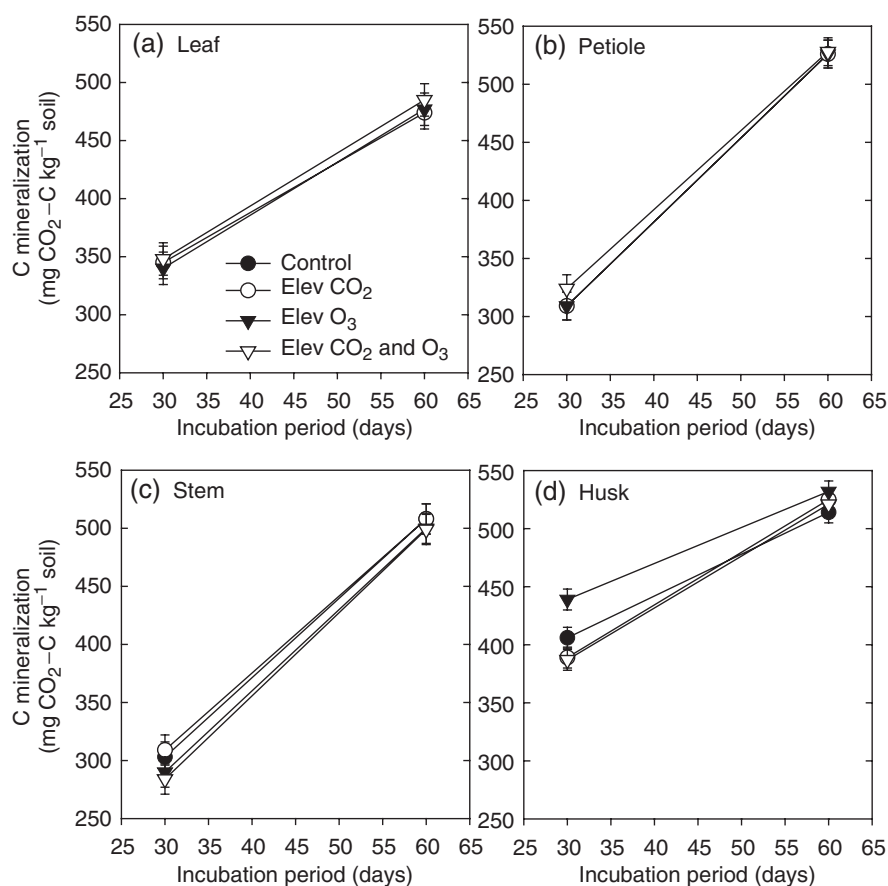 (a) Leaf
550
500
450
400
350
300
250
C mineralization
(mg CO₂–C kg⁻¹ soil)
Control
Elev CO₂
Elev O₃
Elev CO₂ and O₃
25 30 35 40 45 50 55 60 65
Incubation period (days)
(b) Petiole
550
500
450
400
350
300
250
25 30 35 40 45 50 55 60 65
Incubation period (days)
(c) Stem
550
500
450
400
350
300
250
C mineralization
(mg CO₂–C kg⁻¹ soil)
25 30 35 40 45 50 55 60 65
Incubation period (days)
(d) Husk
550
500
450
400
350
300
250
25 30 35 40 45 50 55 60 65
Incubation period (days)